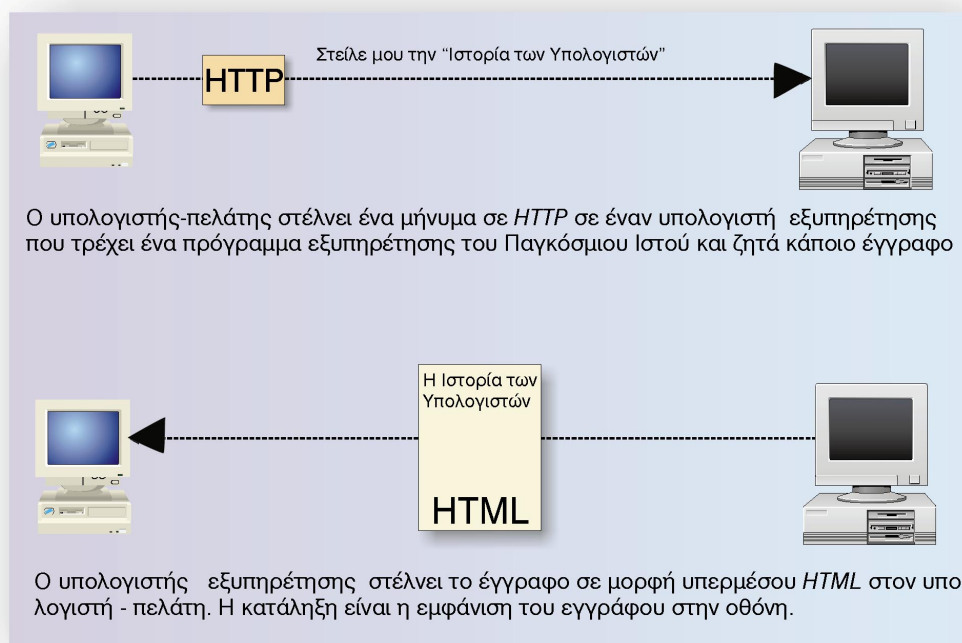 Στείλε μου την “Ιστορία των Υπολογιστών”
HTTP
Ο υπολογιστής-πελάτης στέλνει ένα μήνυμα σε HTTP σε έναν υπολογιστή εξυπηρέτησης
που τρέχει ένα πρόγραμμα εξυπηρέτησης του Παγκόσμιου Ιστού και ζητά κάποιο έγγραφο
Η Ιστορία των
Υπολογιστών
HTML
Ο υπολογιστής εξυπηρέτησης στέλνει το έγγραφο σε μορφή υπερμέσου HTML στον υπο
λογιστή - πελάτη. Η κατάληξη είναι η εμφάνιση του εγγράφου στην οθόνη.